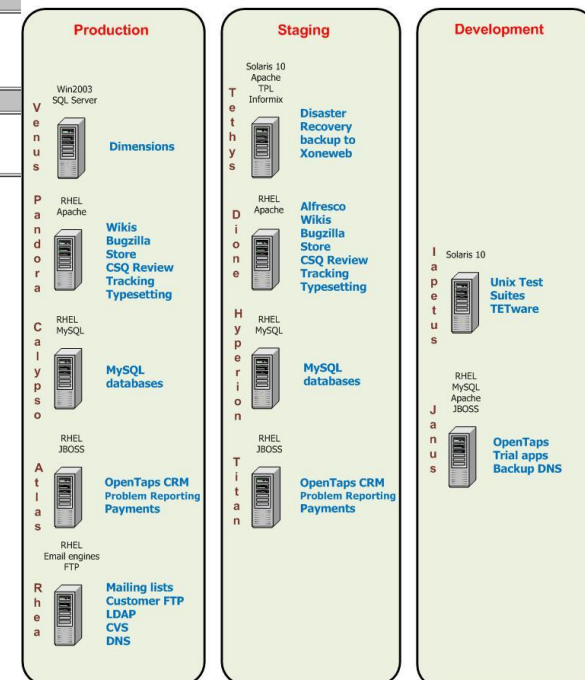 Production
Win2003
SQL Server
Venus
Dimensions
Pandora
RHEL
Apache
Wikis
Bugzilla
Store
CSQ Review
Tracking
Typesetting
Calypso
RHEL
MySQL
MySQL
databases
Atlas
RHEL
JBOSS
OpenTaps CRM
Problem Reporting
Payments
Rhea
RHEL
Email engines
FTP
Mailing lists
Customer FTP
LDAP
CVS
DNS
Staging
Solaris 10
Apache
TPL
Informix
Tethys
Disaster
Recovery
backup to
Xoneweb
Dione
RHEL
Apache
Alfresco
Wikis
Bugzilla
Store
CSQ Review
Tracking
Typesetting
Hyperion
RHEL
MySQL
MySQL
databases
Titan
RHEL
JBOSS
OpenTaps CRM
Problem Reporting
Payments
Development
Iapetus
Solaris 10
Unix Test
Suites
TETware
Janus
RHEL
MySQL
Apache
JBOSS
OpenTaps
Trial apps
Backup DNS